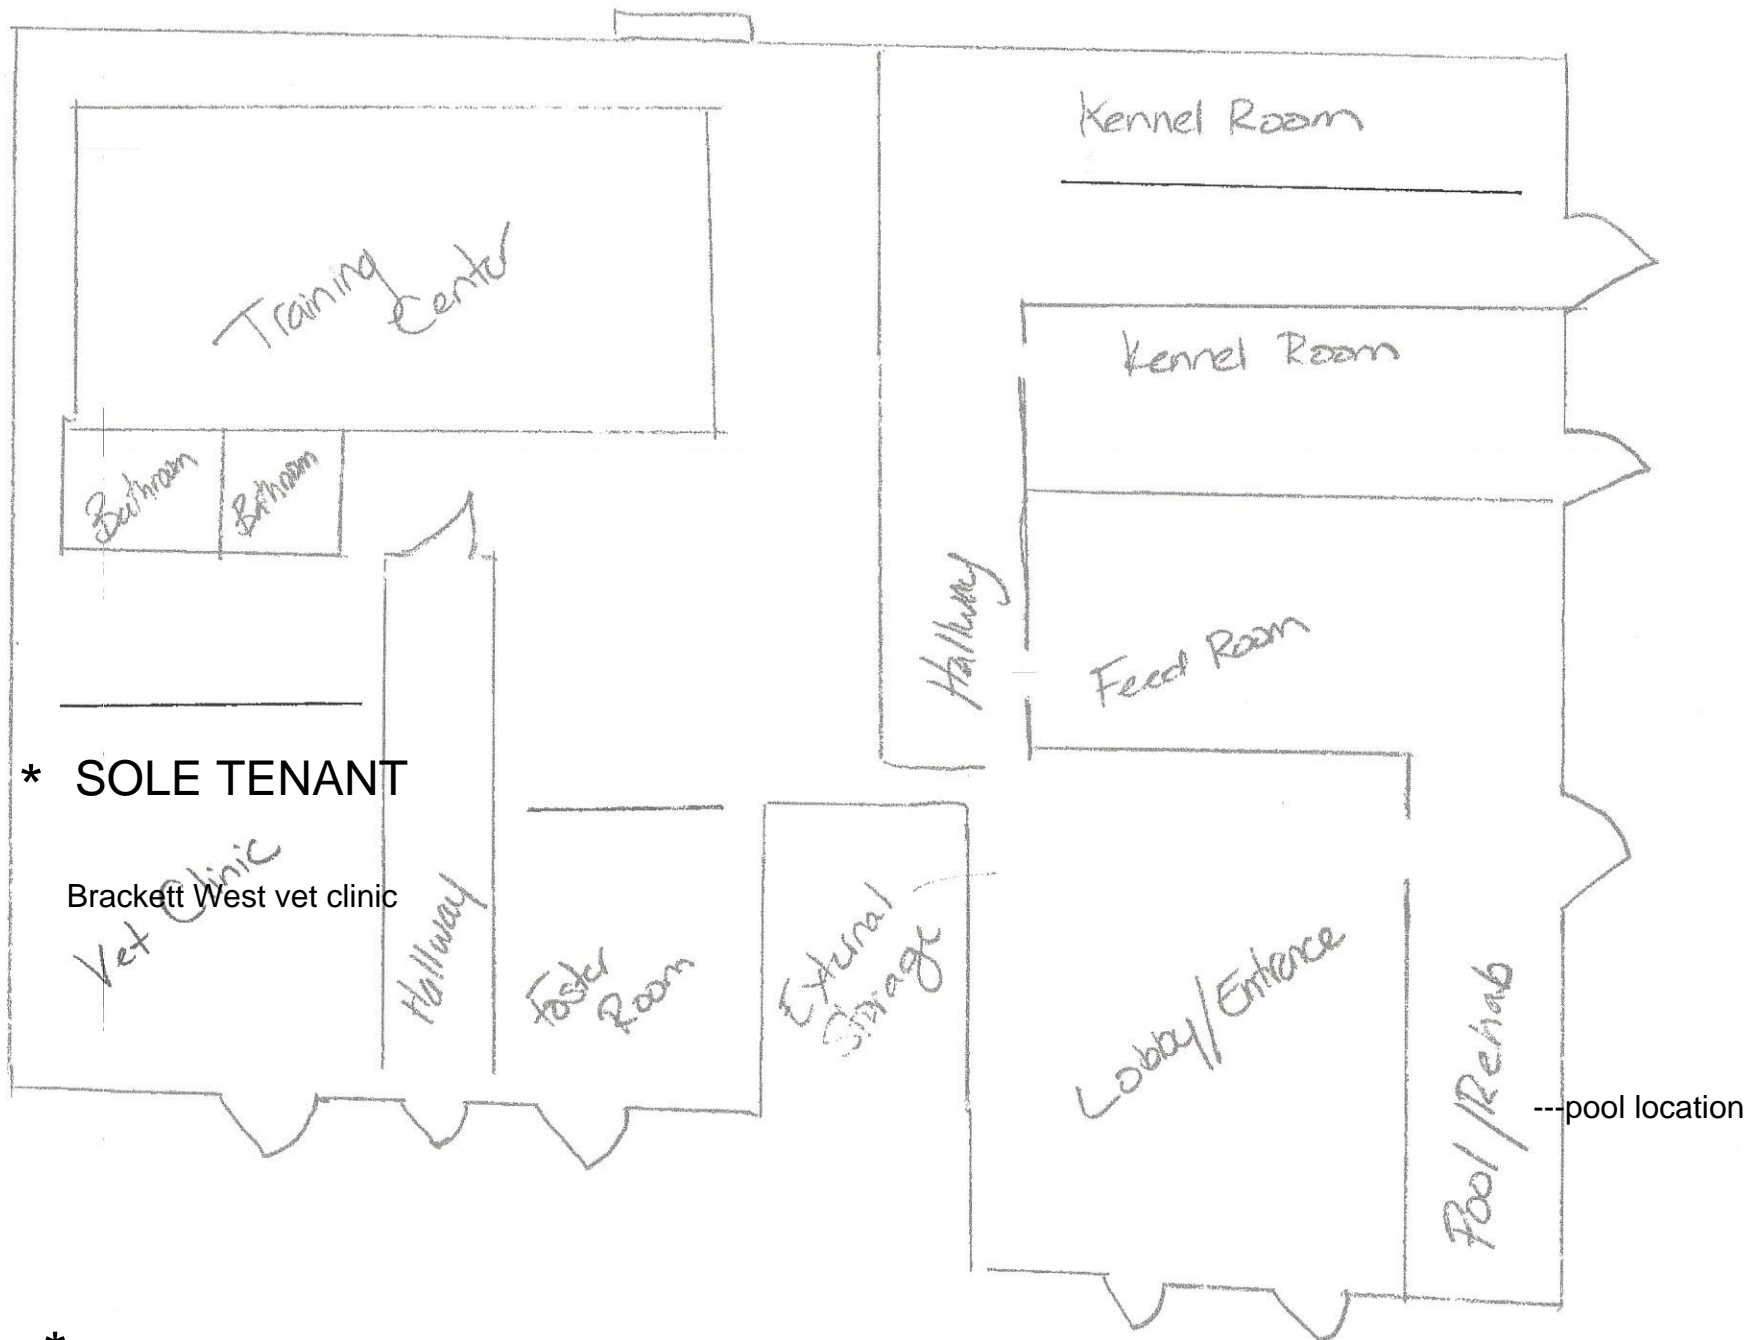 Kennel Room
Training
Center
Kennel Room
Bathroom
Bathroom
Hallway
Feed Room
* SOLE TENANT
Vet Clinic
Brackett West vet clinic
Hallway
Foster
Room
External
Storage
Lobby/Entrance
Pool/Rehab
---pool location
*